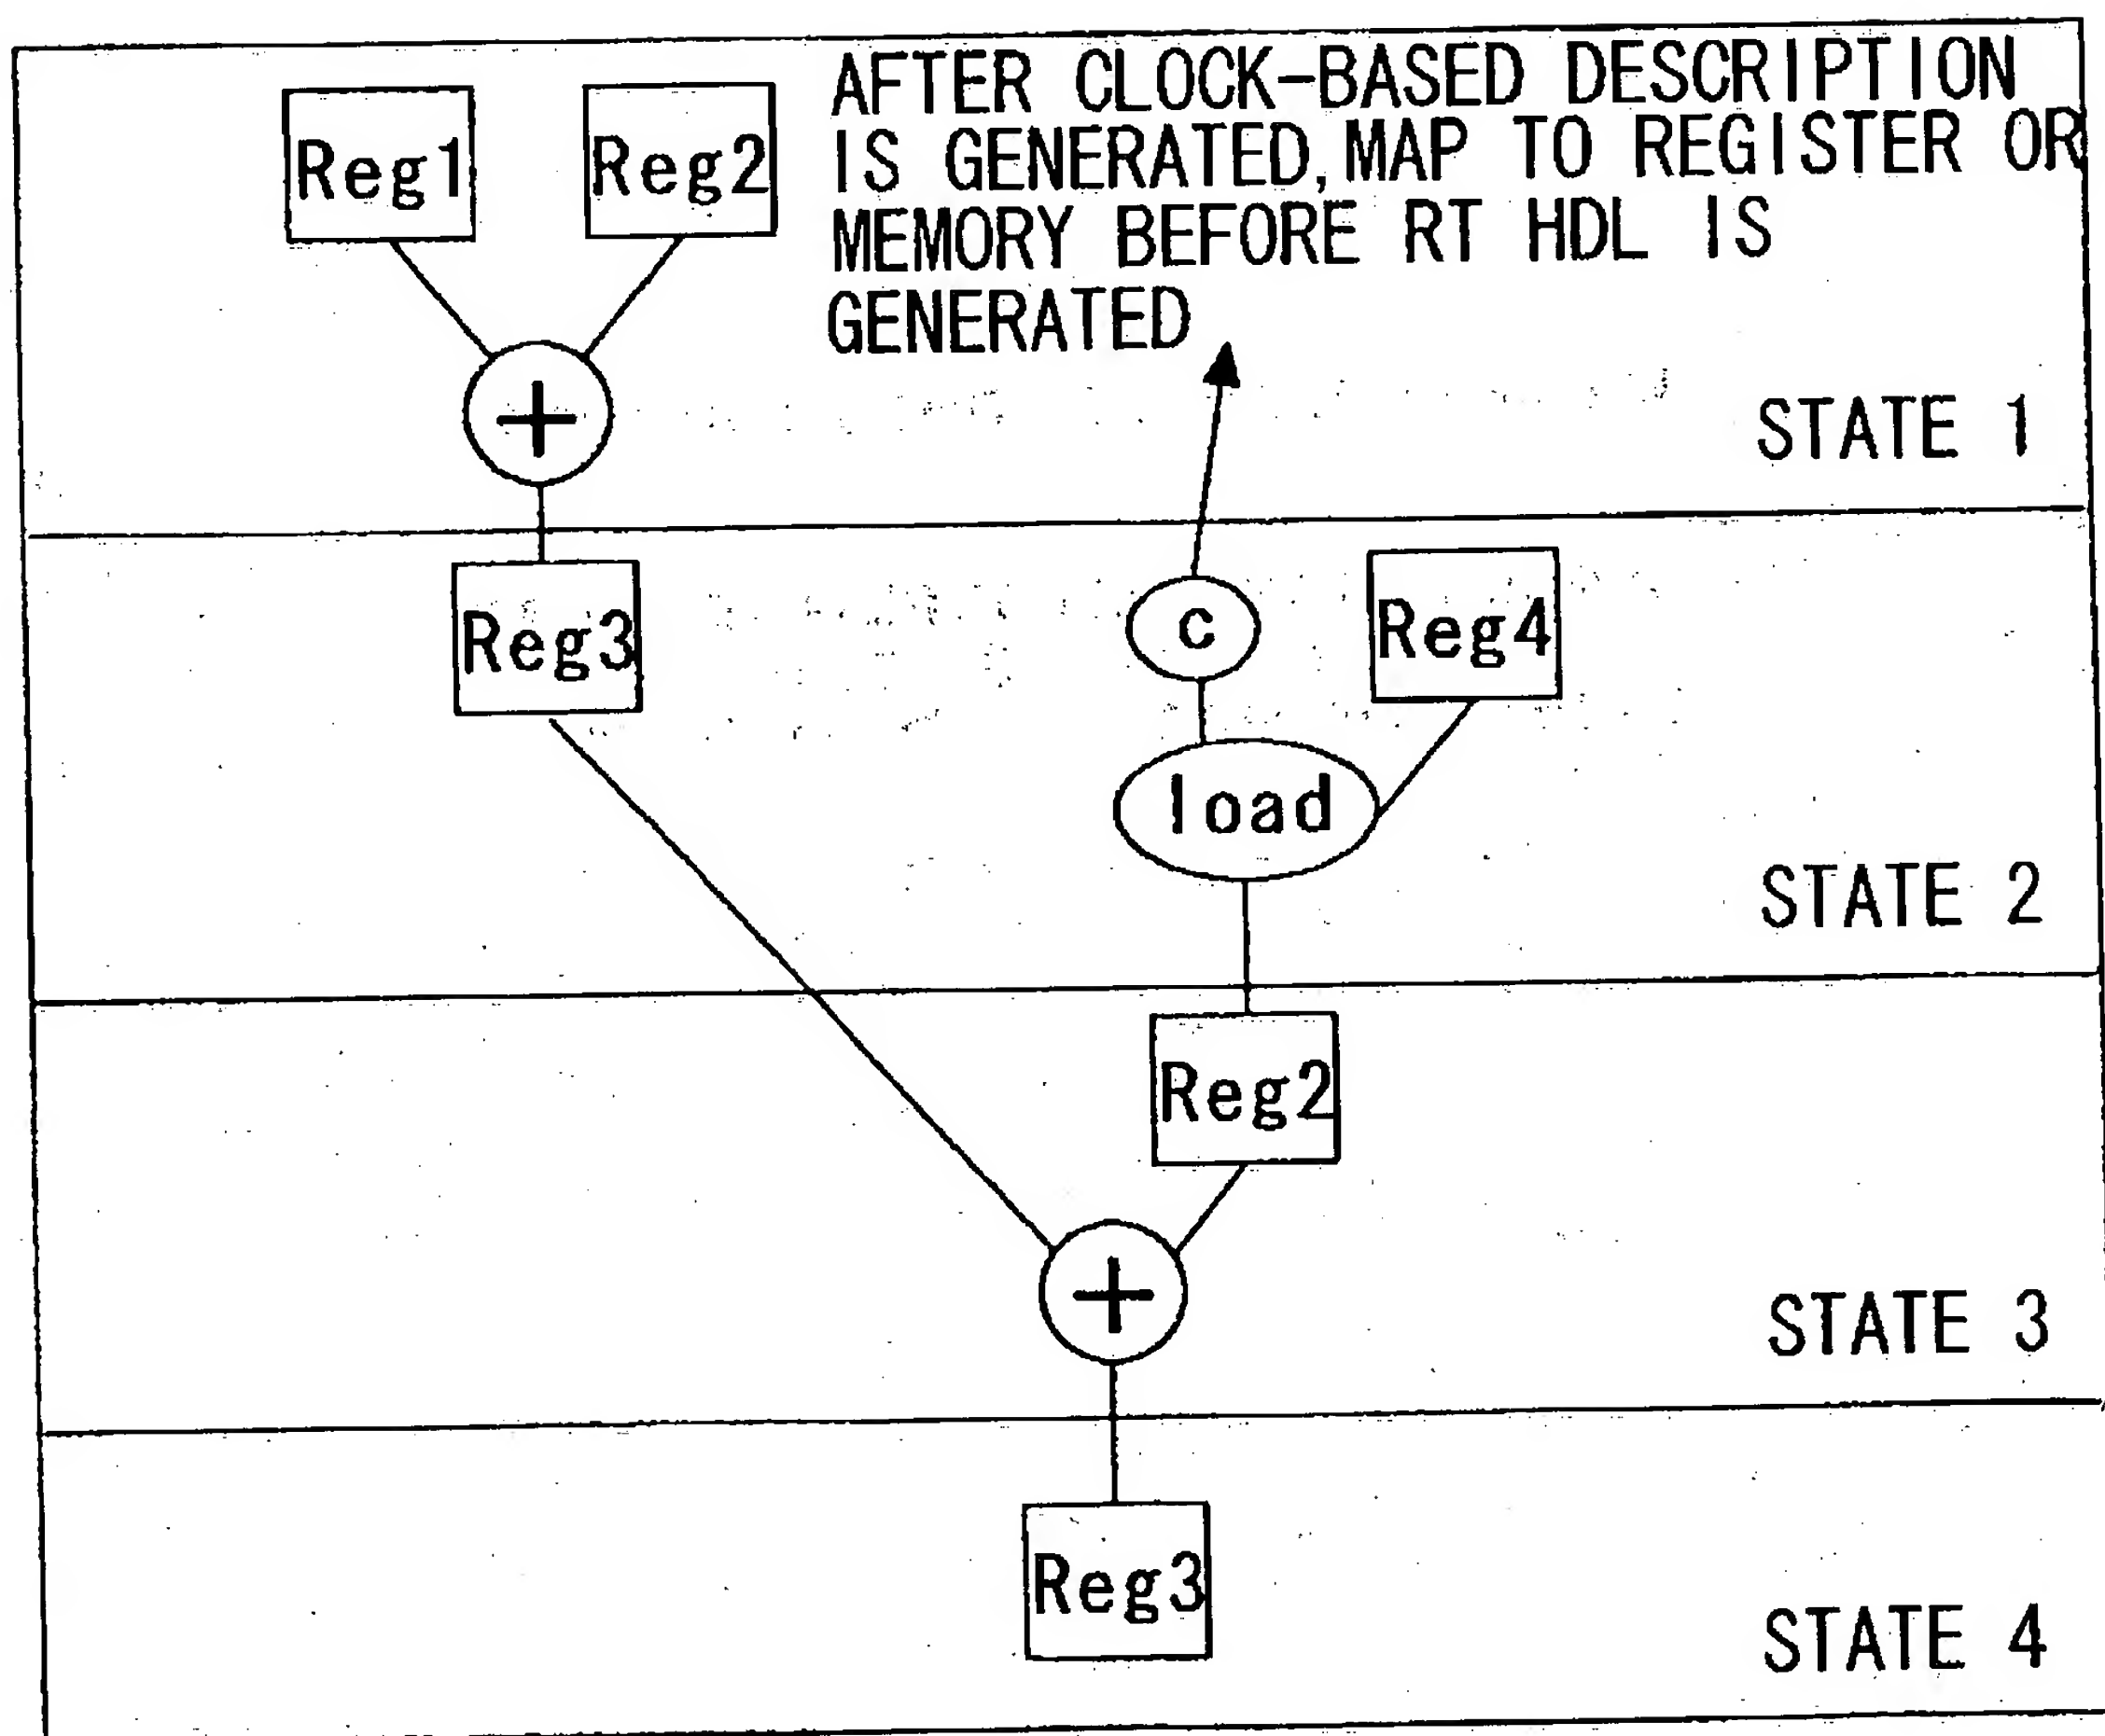 AFTER CLOCK-BASED DESCRIPTION
IS GENERATED, MAP TO REGISTER OR
MEMORY BEFORE RT HDL IS
GENERATED
Reg1
Reg2
+
STATE 1
Reg3
c
Reg4
load
STATE 2
Reg2
+
STATE 3
Reg3
STATE 4